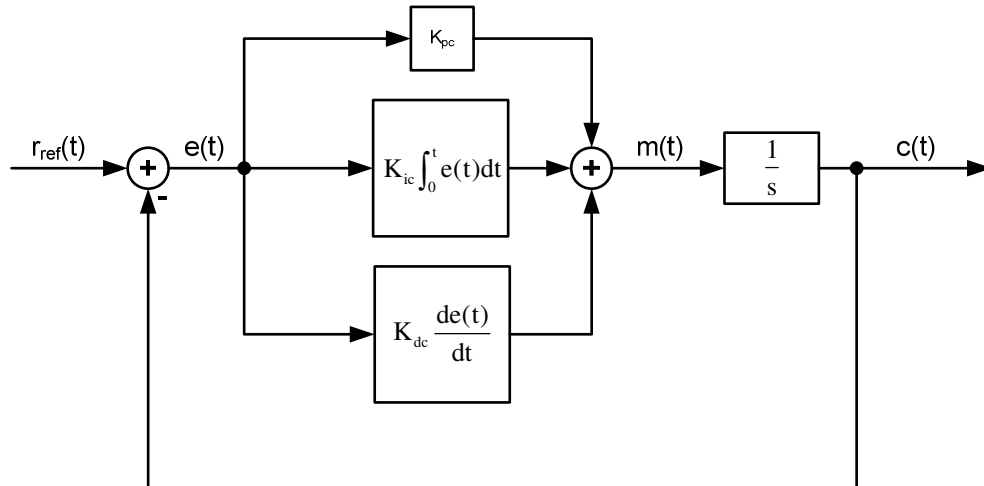 K_pc
r_ref(t)
+
e(t)
K_ic ∫_0^t e(t)dt
+
m(t)
1/s
c(t)
-
K_dc de(t)/dt